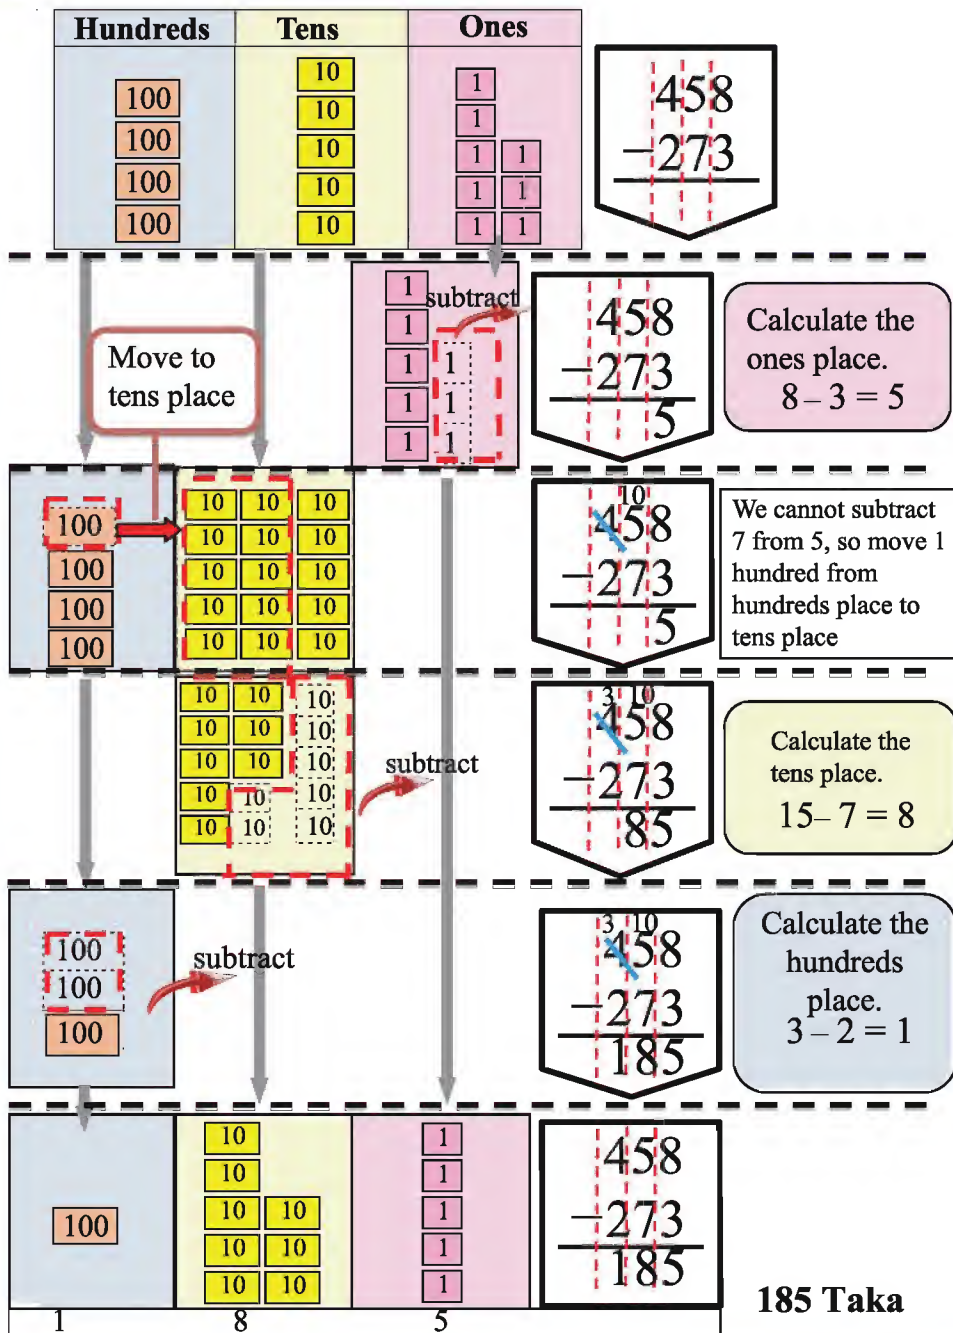 Hundreds Tens Ones
100
100
100
100
10
10
10
10
10
1
1
1 1
1 1
1 1
458
−273
1
1
1
1
1
1
1
1
subtract
458
−273
5
Calculate the
ones place.
8 – 3 = 5
Move to
tens place
100
100
100
100
10 10 10
10 10 10
10 10 10
10 10 10
10 10 10
10
458
−273
5
We cannot subtract
7 from 5, so move 1
hundred from
hundreds place to
tens place
10 10 10
10 10 10
10 10 10
10 10 10
10 10 10
subtract
3 10
458
−273
85
Calculate the
tens place.
15– 7 = 8
100
100
100
subtract
3 10
458
−273
185
Calculate the
hundreds
place.
3 – 2 = 1
100
10
10
10 10
10 10
10 10
1
1
1
1
1
458
−273
185
185 Taka
1 8 5